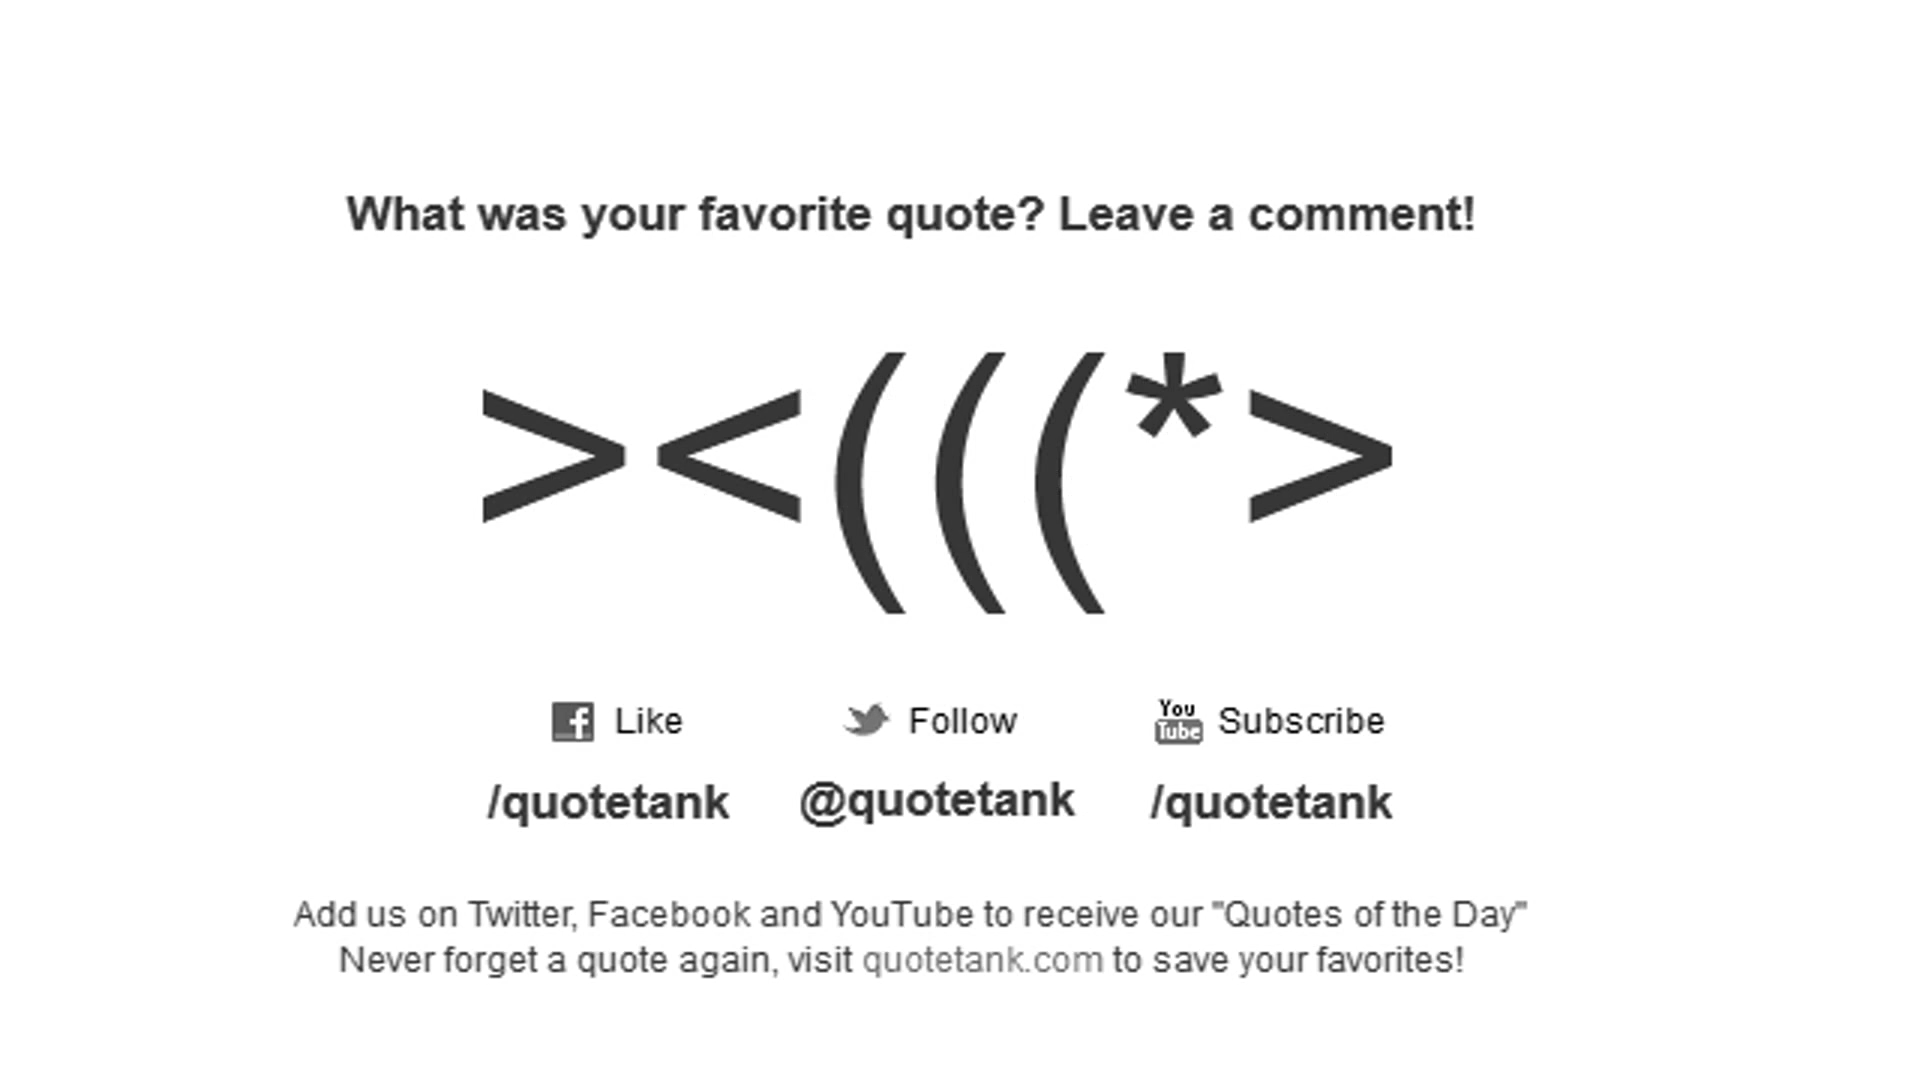 What was your favorite quote? Leave a comment!
><(((*>
f Like
Follow
You Tube Subscribe
/quotetank
@quotetank
/quotetank
Add us on Twitter, Facebook and YouTube to receive our "Quotes of the Day"
Never forget a quote again, visit quotetank.com to save your favorites!